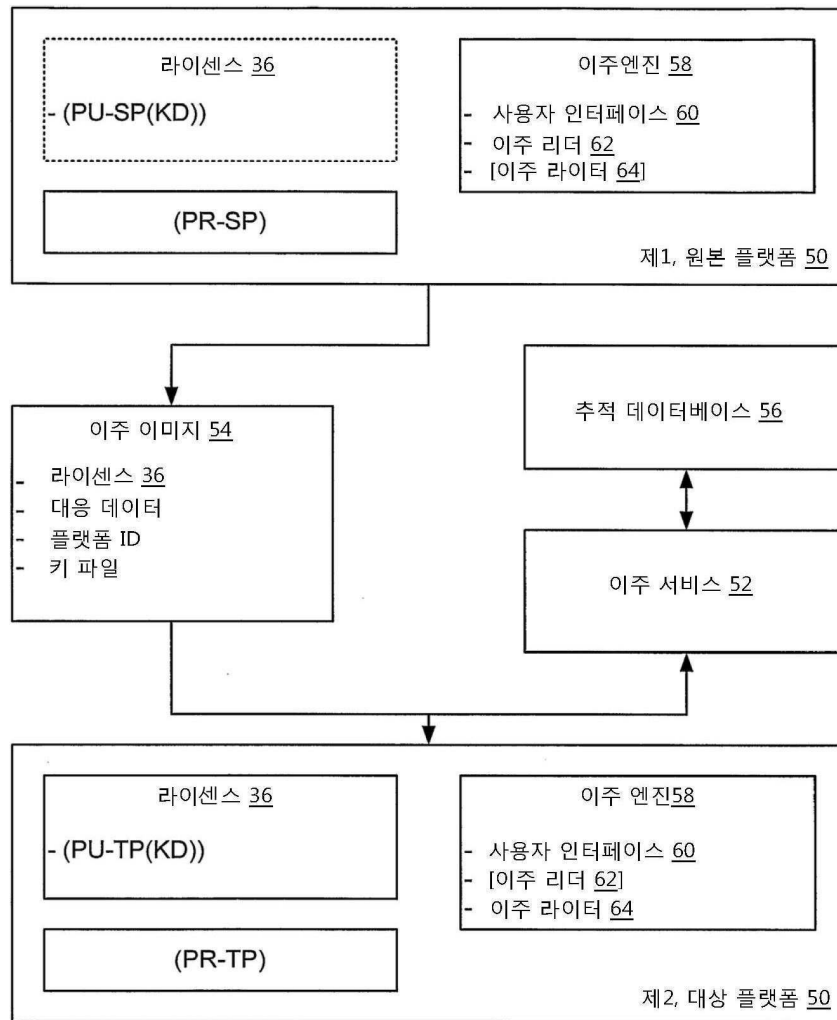 라이센스 36
- (PU-SP(KD))
(PR-SP)
이주엔진 58
- 사용자 인터페이스 60
- 이주 리더 62
- [이주 라이터 64]
제1, 원본 플랫폼 50
이주 이미지 54
- 라이센스 36
- 대응 데이터
- 플랫폼 ID
- 키 파일
추적 데이터베이스 56
이주 서비스 52
라이센스 36
- (PU-TP(KD))
(PR-TP)
이주 엔진58
- 사용자 인터페이스 60
- [이주 리더 62]
- 이주 라이터 64
제2, 대상 플랫폼 50